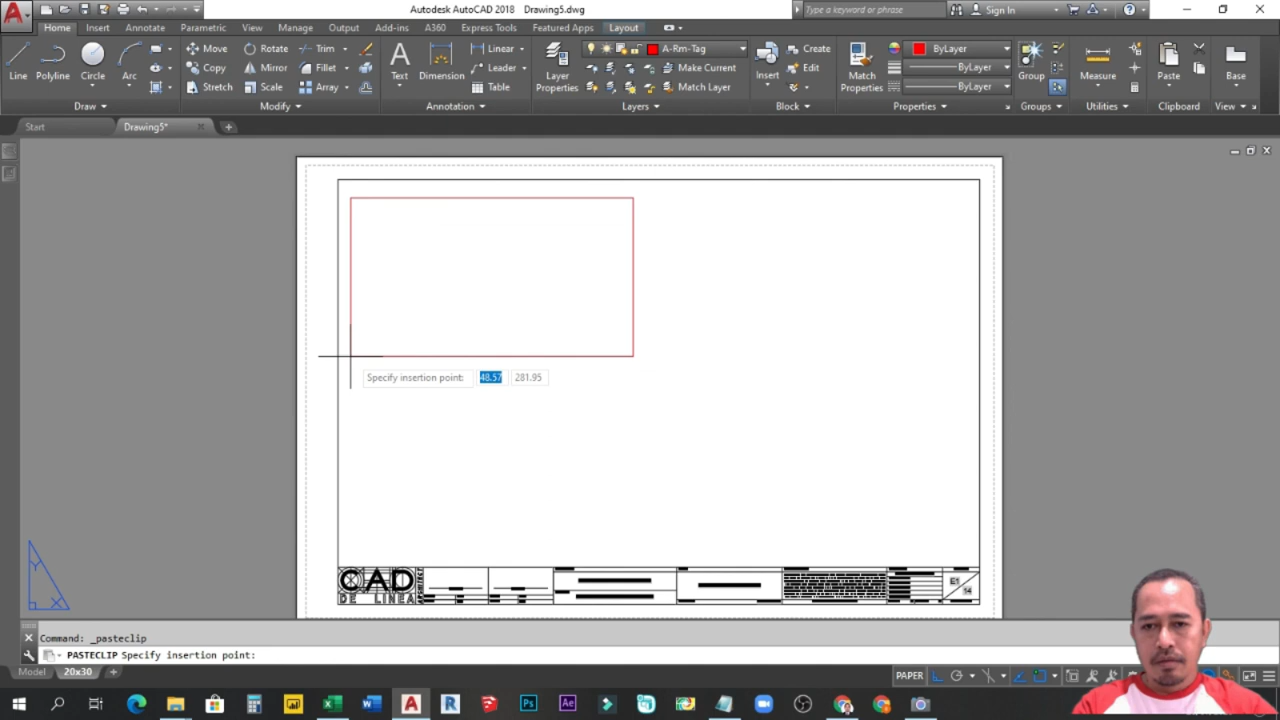 Autodesk AutoCAD 2018 Drawing5.dwg
Type a keyword or phrase
Sign In
Home Insert Annotate Parametric View Manage Output Add-ins A360 Express Tools Featured Apps Layout
Line Polyline Circle Arc
Move Rotate Trim
Copy Mirror Fillet
Stretch Scale Array
Text Dimension
Linear
Leader
Table
Layer Properties
A-Rm-Tag
Make Current
Match Layer
Insert
Create
Edit
Match Properties
ByLayer
ByLayer
ByLayer
Group
Measure
Paste
Base
Draw Modify Annotation Layers Block Properties Groups Utilities Clipboard View
Start Drawing5*
Specify insertion point: 48.57 281.95
CAD
DE LINEA
E1
14
Y
X
Command: _pasteclip
PASTECLIP Specify insertion point:
Model 20x30
PAPER